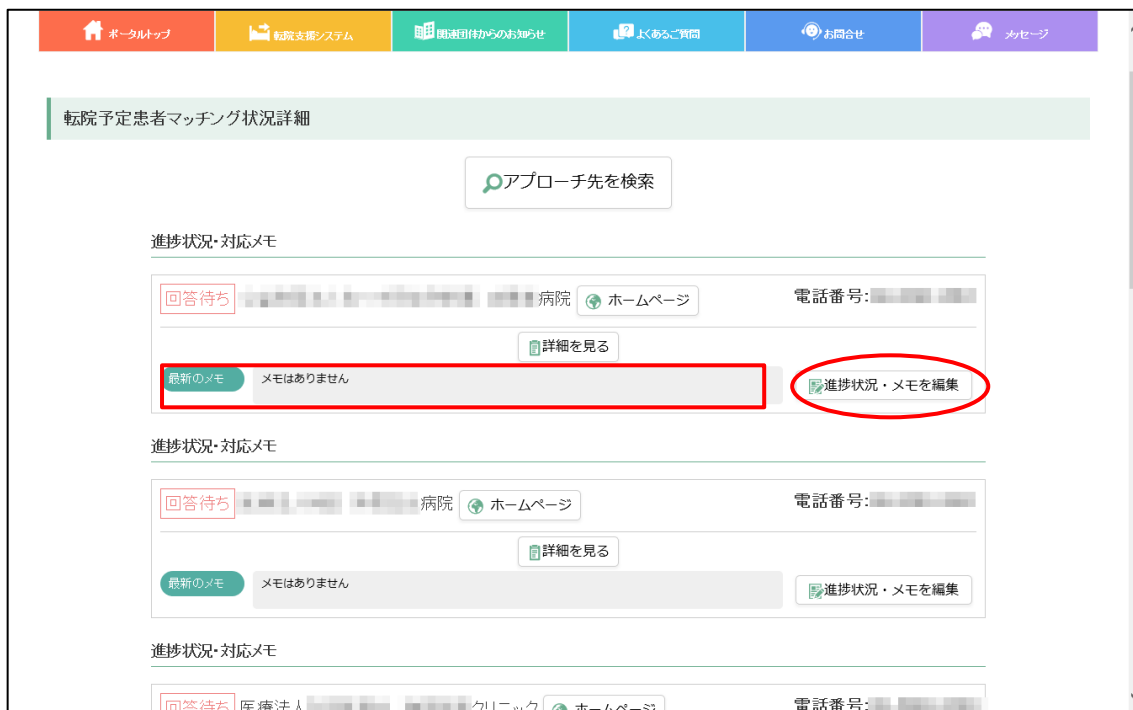 ポータルトップ 転院支援システム 関連団体からのお知らせ よくあるご質問 お問合せ メッセージ
転院予定患者マッチング状況詳細
アプローチ先を検索
進捗状況・対応メモ
回答待ち 病院 ホームページ 電話番号:
詳細を見る
最新のメモ メモはありません 進捗状況・メモを編集
進捗状況・対応メモ
回答待ち 病院 ホームページ 電話番号:
詳細を見る
最新のメモ メモはありません 進捗状況・メモを編集
進捗状況・対応メモ
回答待ち 医療法人 クリニック ホームページ 電話番号: